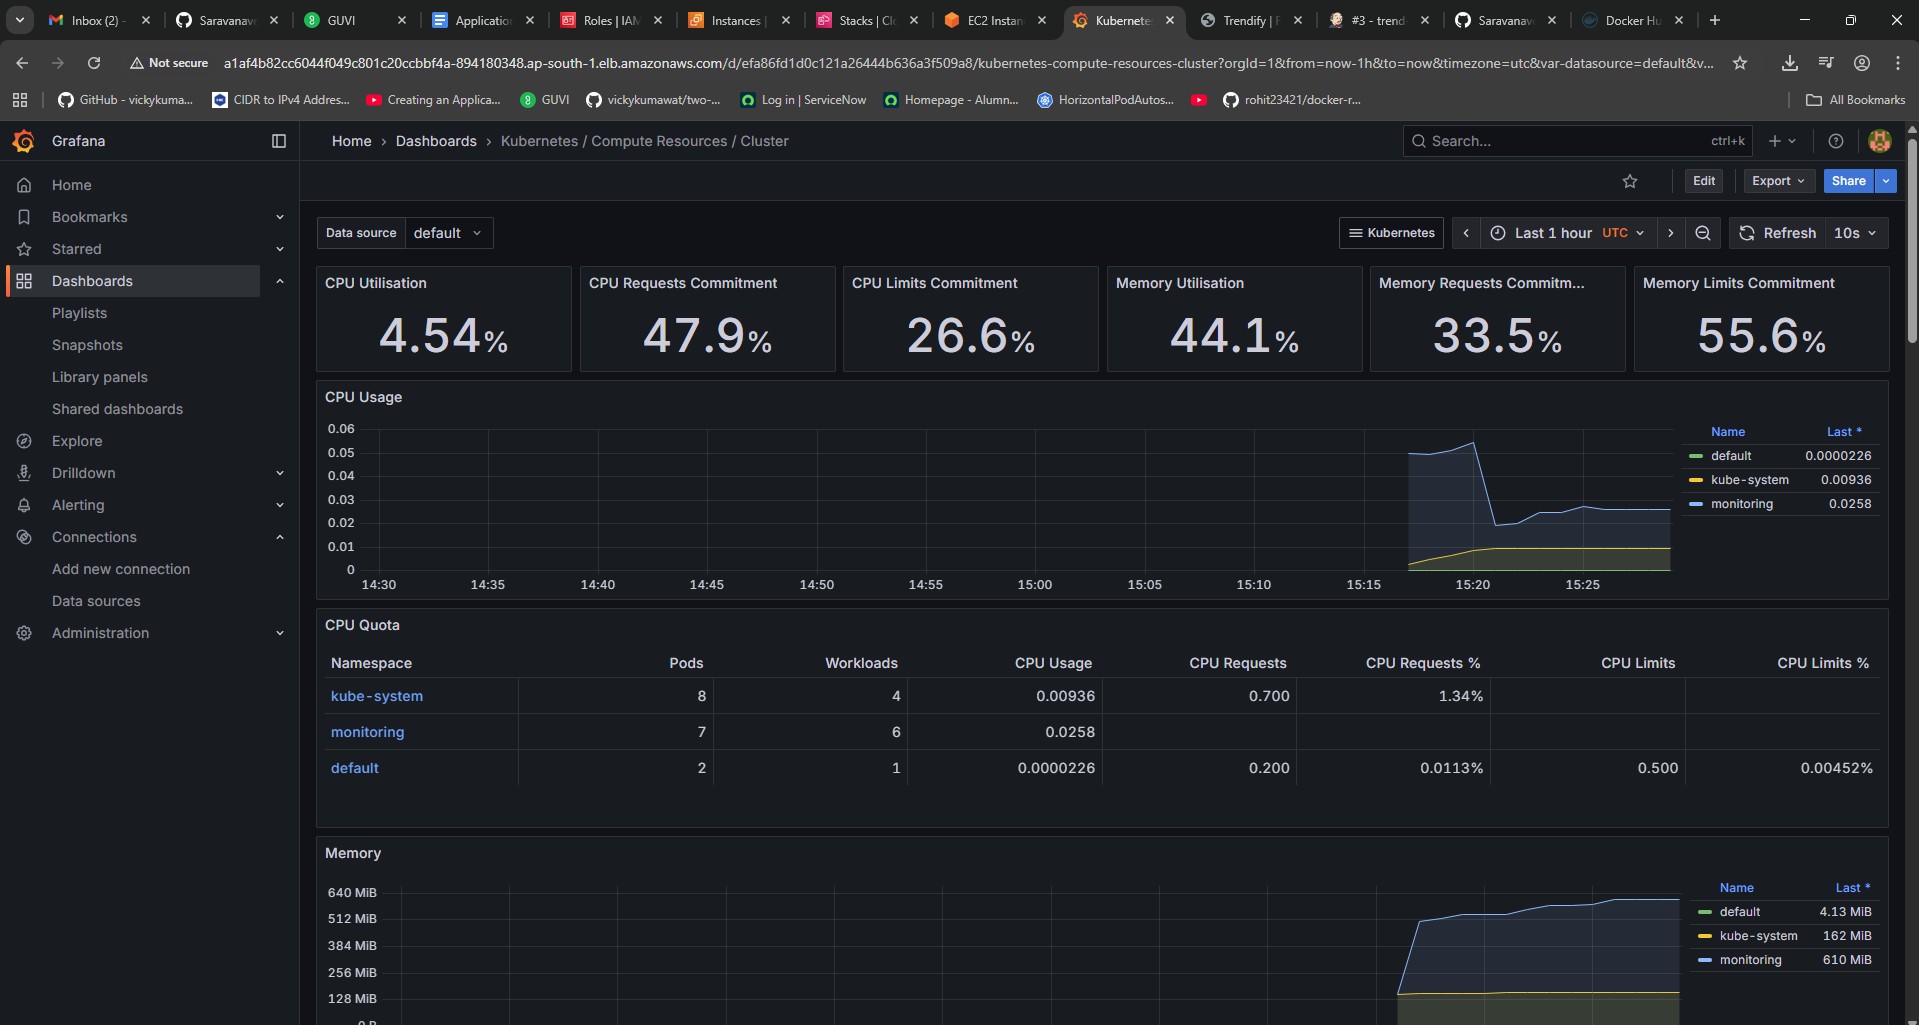 Inbox (2) -
Saravanav
GUVI
Applicatio
Roles | IAM
Instances |
Stacks | Clo
EC2 Instan
Kubernete
Trendify | F
#3 - trend
Saravanav
Docker Hu
Not secure
a1af4b82cc6044f049c801c20ccbbf4a-894180348.ap-south-1.elb.amazonaws.com/d/efa86fd1d0c121a26444b636a3f509a8/kubernetes-compute-resources-cluster?orgId=1&from=now-1h&to=now&timezone=utc&var-datasource=default&v...
GitHub - vickykuma...
CIDR to IPv4 Addres...
Creating an Applica...
GUVI
vickykumawat/two-...
Log in | ServiceNow
Homepage - Alumn...
HorizontalPodAutos...
rohit23421/docker-r...
All Bookmarks
Grafana
Home › Dashboards › Kubernetes / Compute Resources / Cluster
Search...
ctrl+k
Edit
Export
Share
Home
Bookmarks
Starred
Dashboards
Playlists
Snapshots
Library panels
Shared dashboards
Explore
Drilldown
Alerting
Connections
Add new connection
Data sources
Administration
Data source default
Kubernetes
Last 1 hour UTC
Refresh 10s
CPU Utilisation
4.54%
CPU Requests Commitment
47.9%
CPU Limits Commitment
26.6%
Memory Utilisation
44.1%
Memory Requests Commitm...
33.5%
Memory Limits Commitment
55.6%
CPU Usage
0.06
0.05
0.04
0.03
0.02
0.01
0
14:30 14:35 14:40 14:45 14:50 14:55 15:00 15:05 15:10 15:15 15:20 15:25
Name Last *
default 0.0000226
kube-system 0.00936
monitoring 0.0258
CPU Quota
Namespace Pods Workloads CPU Usage CPU Requests CPU Requests % CPU Limits CPU Limits %
kube-system 8 4 0.00936 0.700 1.34%
monitoring 7 6 0.0258
default 2 1 0.0000226 0.200 0.0113% 0.500 0.00452%
Memory
640 MiB
512 MiB
384 MiB
256 MiB
128 MiB
0 B
Name Last *
default 4.13 MiB
kube-system 162 MiB
monitoring 610 MiB